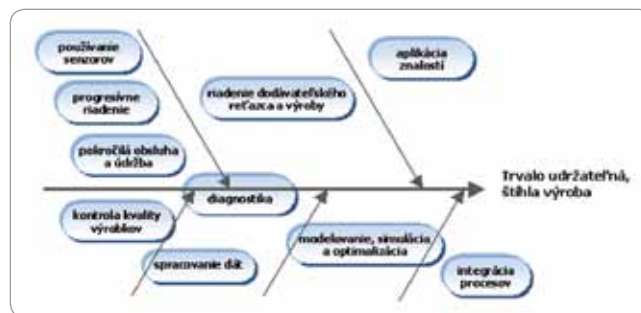 používanie
senzorov
progresívne
riadenie
pokročilá obsluha
a údržba
riadenie dodávateľského
reťazca a výroby
aplikácia
znalostí
diagnostika
Trvalo udržateľná,
štíhla výroba
kontrola kvality
výrobkov
spracovanie dát
modelovanie, simulácia
a optimalizácia
integrácia
procesov